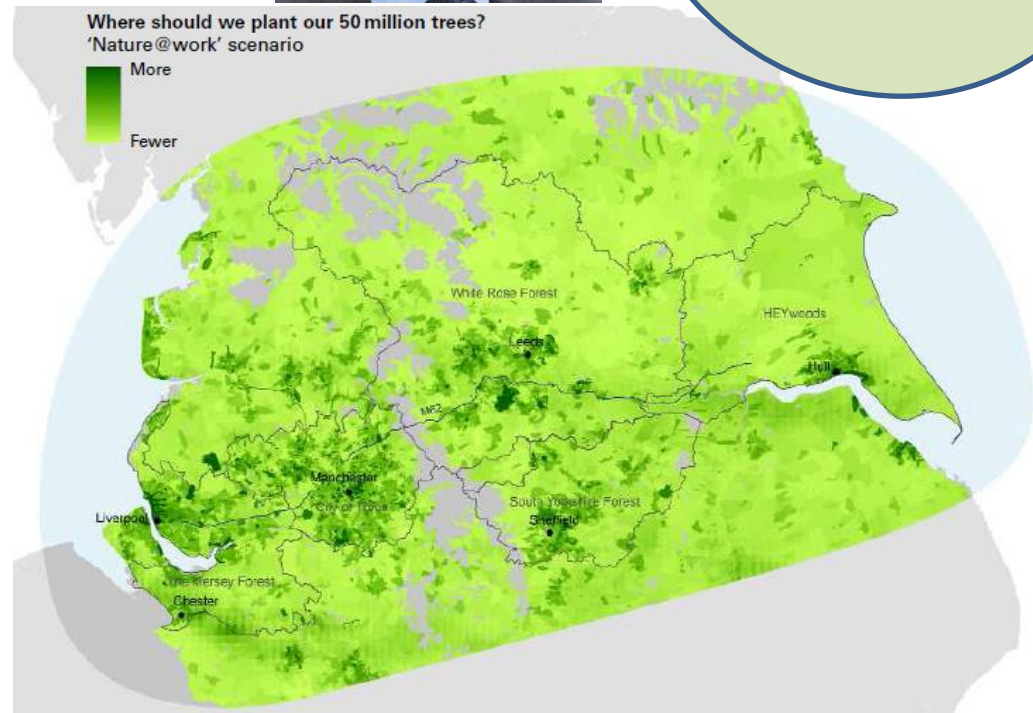 Where should we plant our 50 million trees?
'Nature@work' scenario
More
Fewer
White Rose Forest
Leeds
HEYwoods
Hull
M62
Manchester
City of Trees
South Yorkshire Forest
Sheffield
Liverpool
The Mersey Forest
Chester